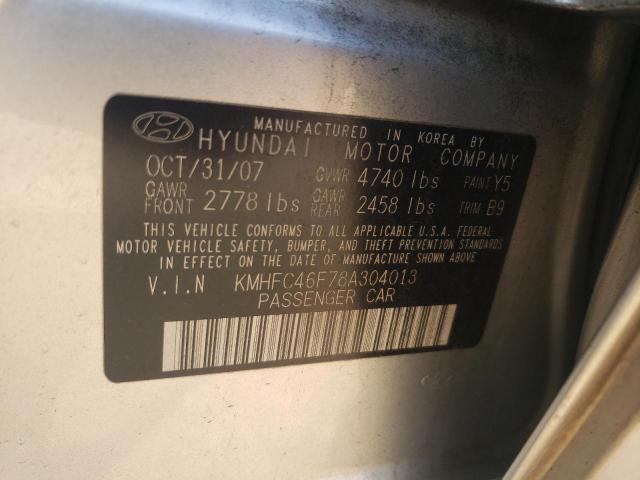 MANUFACTURED IN KOREA BY
HYUNDAI MOTOR COMPANY
OCT/31/07 GVWR 4740 lbs PAINT Y5
GAWR FRONT 2778 lbs GAWR REAR 2458 lbs TRIM B9
THIS VEHICLE CONFORMS TO ALL APPLICABLE U.S.A. FEDERAL
MOTOR VEHICLE SAFETY, BUMPER, AND THEFT PREVENTION STANDARDS
IN EFFECT ON THE DATE OF MANUFACTURE SHOWN ABOVE.
V.I.N KMHFC46F78A304013
PASSENGER CAR